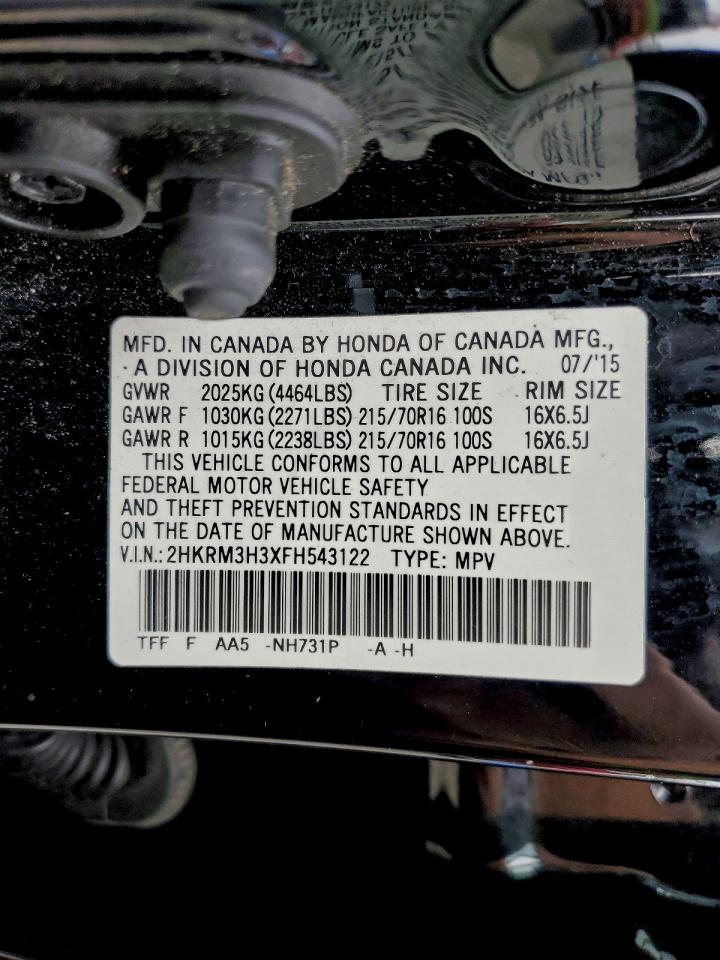 MFD. IN CANADA BY HONDA OF CANADA MFG.,
A DIVISION OF HONDA CANADA INC. 07/'15
GVWR 2025KG (4464LBS) TIRE SIZE RIM SIZE
GAWR F 1030KG (2271LBS) 215/70R16 100S 16X6.5J
GAWR R 1015KG (2238LBS) 215/70R16 100S 16X6.5J
THIS VEHICLE CONFORMS TO ALL APPLICABLE
FEDERAL MOTOR VEHICLE SAFETY
AND THEFT PREVENTION STANDARDS IN EFFECT
ON THE DATE OF MANUFACTURE SHOWN ABOVE.
V.I.N.: 2HKRM3H3XFH543122 TYPE: MPV
TFF F AA5 -NH731P -A -H